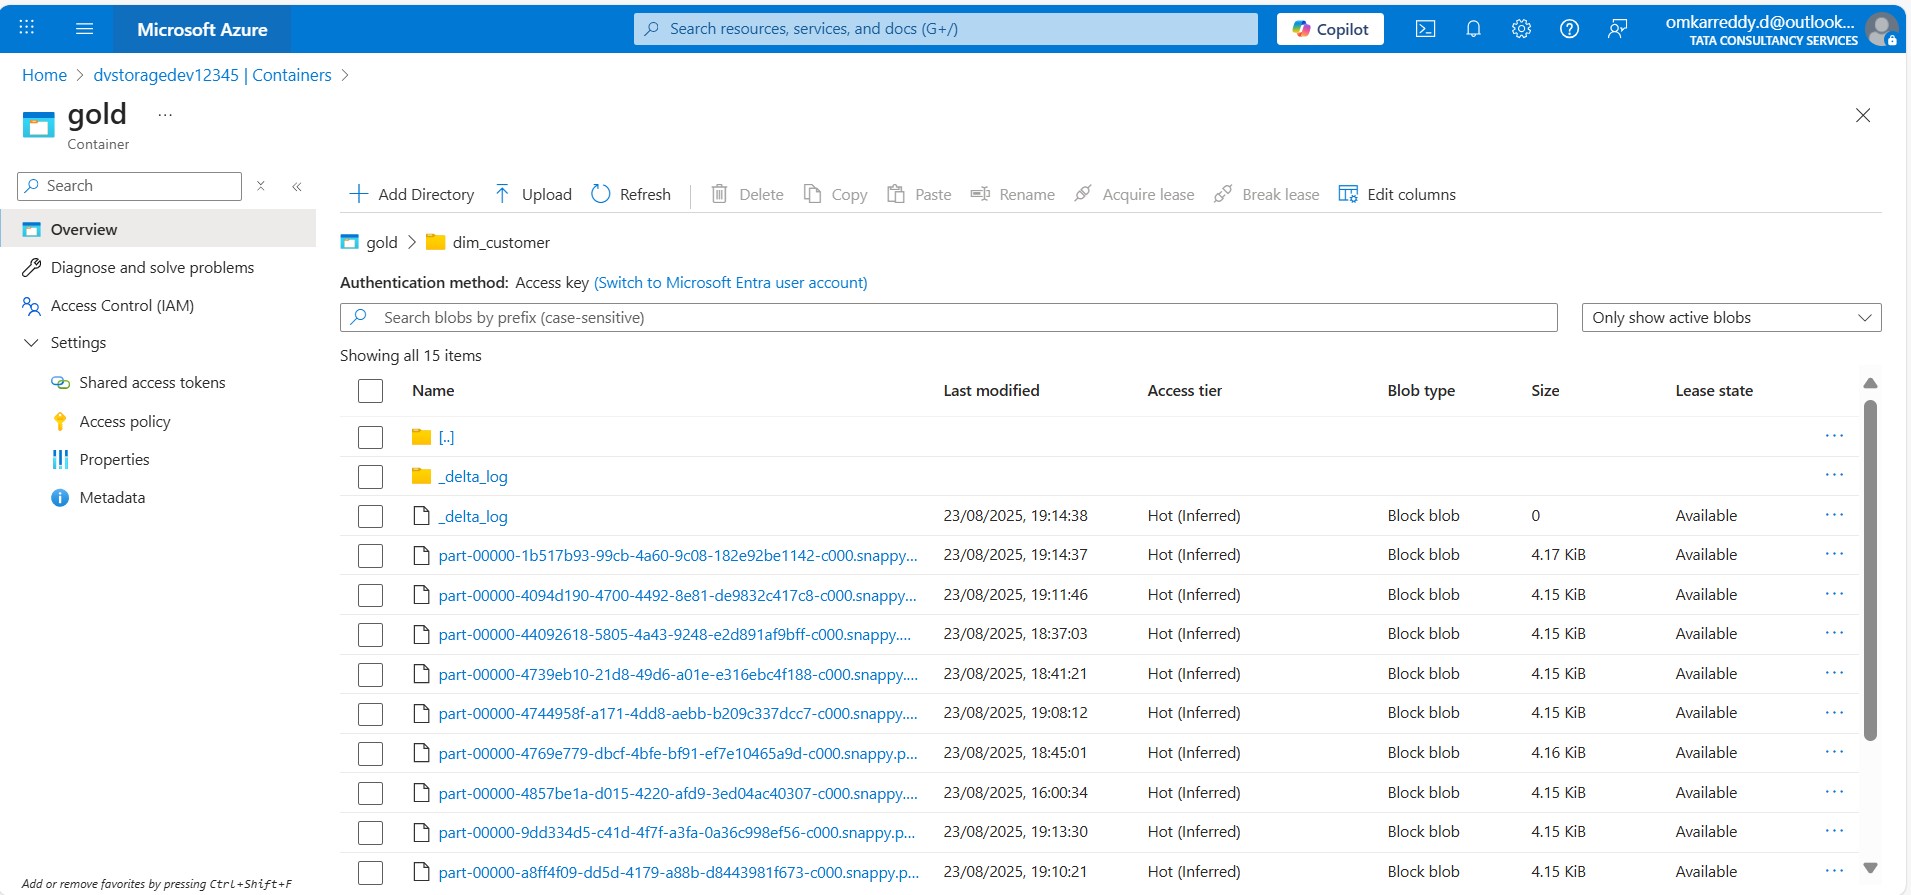 Microsoft Azure
Search resources, services, and docs (G+/)
Copilot
omkarreddy.d@outlook...
TATA CONSULTANCY SERVICES
Home > dvstoragedev12345 | Containers >
gold ...
Container
Search
Overview
Diagnose and solve problems
Access Control (IAM)
Settings
Shared access tokens
Access policy
Properties
Metadata
Add or remove favorites by pressing Ctrl+Shift+F
Add Directory Upload Refresh Delete Copy Paste Rename Acquire lease Break lease Edit columns
gold > dim_customer
Authentication method: Access key (Switch to Microsoft Entra user account)
Search blobs by prefix (case-sensitive)
Only show active blobs
Showing all 15 items
Name Last modified Access tier Blob type Size Lease state
[..] ...
_delta_log ...
_delta_log 23/08/2025, 19:14:38 Hot (Inferred) Block blob 0 Available ...
part-00000-1b517b93-99cb-4a60-9c08-182e92be1142-c000.snappy... 23/08/2025, 19:14:37 Hot (Inferred) Block blob 4.17 KiB Available ...
part-00000-4094d190-4700-4492-8e81-de9832c417c8-c000.snappy... 23/08/2025, 19:11:46 Hot (Inferred) Block blob 4.15 KiB Available ...
part-00000-44092618-5805-4a43-9248-e2d891af9bff-c000.snappy.... 23/08/2025, 18:37:03 Hot (Inferred) Block blob 4.15 KiB Available ...
part-00000-4739eb10-21d8-49d6-a01e-e316ebc4f188-c000.snappy.... 23/08/2025, 18:41:21 Hot (Inferred) Block blob 4.15 KiB Available ...
part-00000-4744958f-a171-4dd8-aebb-b209c337dcc7-c000.snappy.... 23/08/2025, 19:08:12 Hot (Inferred) Block blob 4.15 KiB Available ...
part-00000-4769e779-dbcf-4bfe-bf91-ef7e10465a9d-c000.snappy.p... 23/08/2025, 18:45:01 Hot (Inferred) Block blob 4.16 KiB Available ...
part-00000-4857be1a-d015-4220-afd9-3ed04ac40307-c000.snappy.... 23/08/2025, 16:00:34 Hot (Inferred) Block blob 4.15 KiB Available ...
part-00000-9dd334d5-c41d-4f7f-a3fa-0a36c998ef56-c000.snappy.p... 23/08/2025, 19:13:30 Hot (Inferred) Block blob 4.15 KiB Available ...
part-00000-a8ff4f09-dd5d-4179-a88b-d8443981f673-c000.snappy.p... 23/08/2025, 19:10:21 Hot (Inferred) Block blob 4.15 KiB Available ...